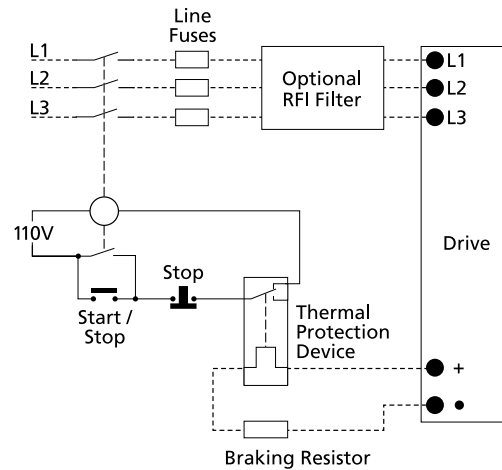 Line
Fuses
L1
L2
L3
Optional
RFI Filter
L1
L2
L3
110V
Drive
Stop
Start /
Stop
Thermal
Protection
Device
+
Braking Resistor